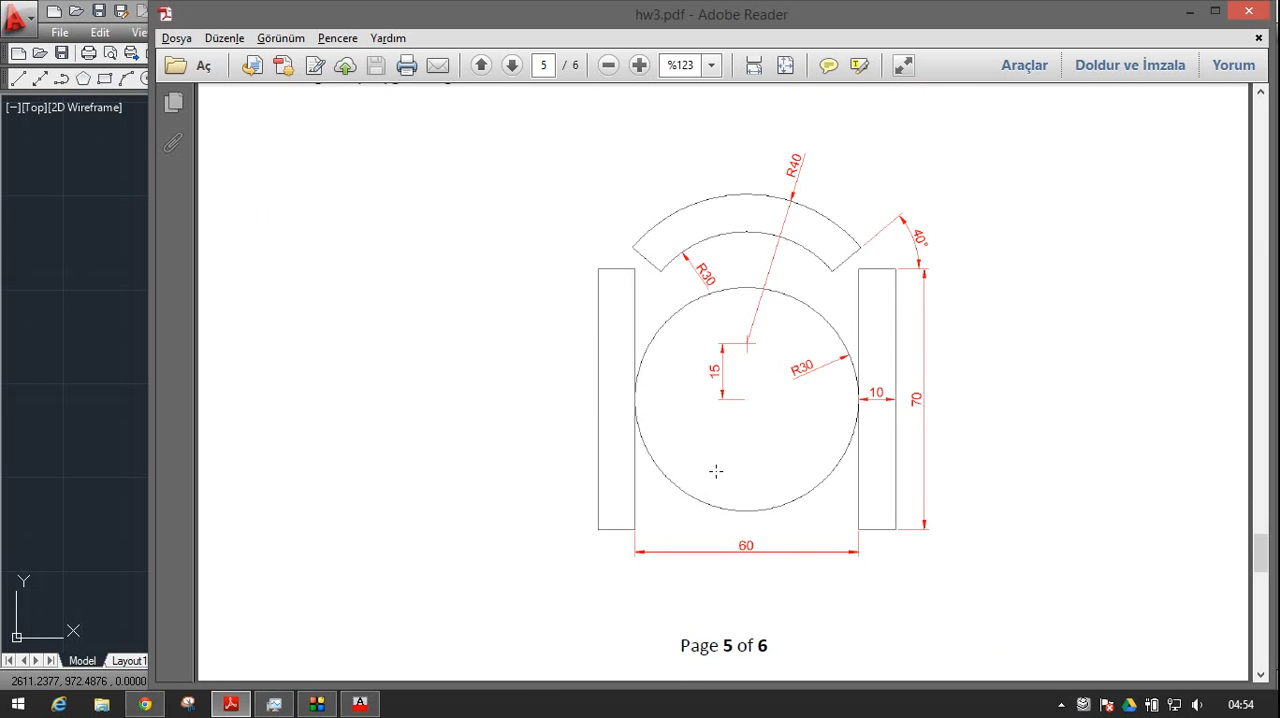 hw3.pdf - Adobe Reader
File Edit
Dosya Düzenle Görünüm Pencere Yardım
Aç 5 / 6 %123 Araçlar Doldur ve İmzala Yorum
[−][Top][2D Wireframe]
R40
40°
R30
15
R30
10
70
60
Page 5 of 6
Y
X
Model Layout1
2611.2377, 972.4876, 0.0000
04:54